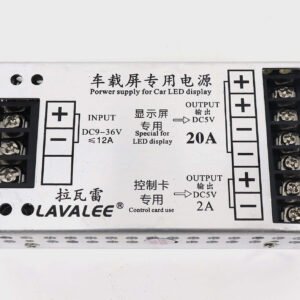 车载屏专用电源
Porwer supply for Car LED display
INPUT
DC9-36V
≤12A
+
−
显示屏
专用
Special for
LED display
OUTPUT
输出
DC5V
20A
+
+
−
−
控制卡
专用
Control card use
OUTPUT
输出
DC5V
2A
+
−
拉瓦雷
LAVALEE®